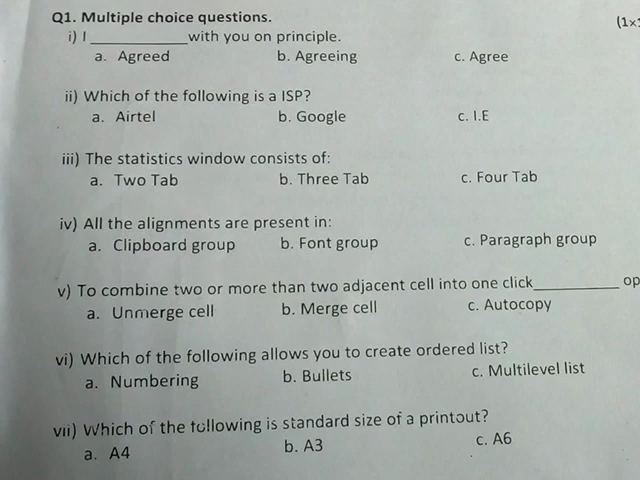 Q1. Multiple choice questions. (1x
i) I ____________ with you on principle.
a. Agreed b. Agreeing c. Agree
ii) Which of the following is a ISP?
a. Airtel b. Google c. I.E
iii) The statistics window consists of:
a. Two Tab b. Three Tab c. Four Tab
iv) All the alignments are present in:
a. Clipboard group b. Font group c. Paragraph group
v) To combine two or more than two adjacent cell into one click___________ op
a. Unmerge cell b. Merge cell c. Autocopy
vi) Which of the following allows you to create ordered list?
a. Numbering b. Bullets c. Multilevel list
vii) Which of the following is standard size of a printout?
a. A4 b. A3 c. A6